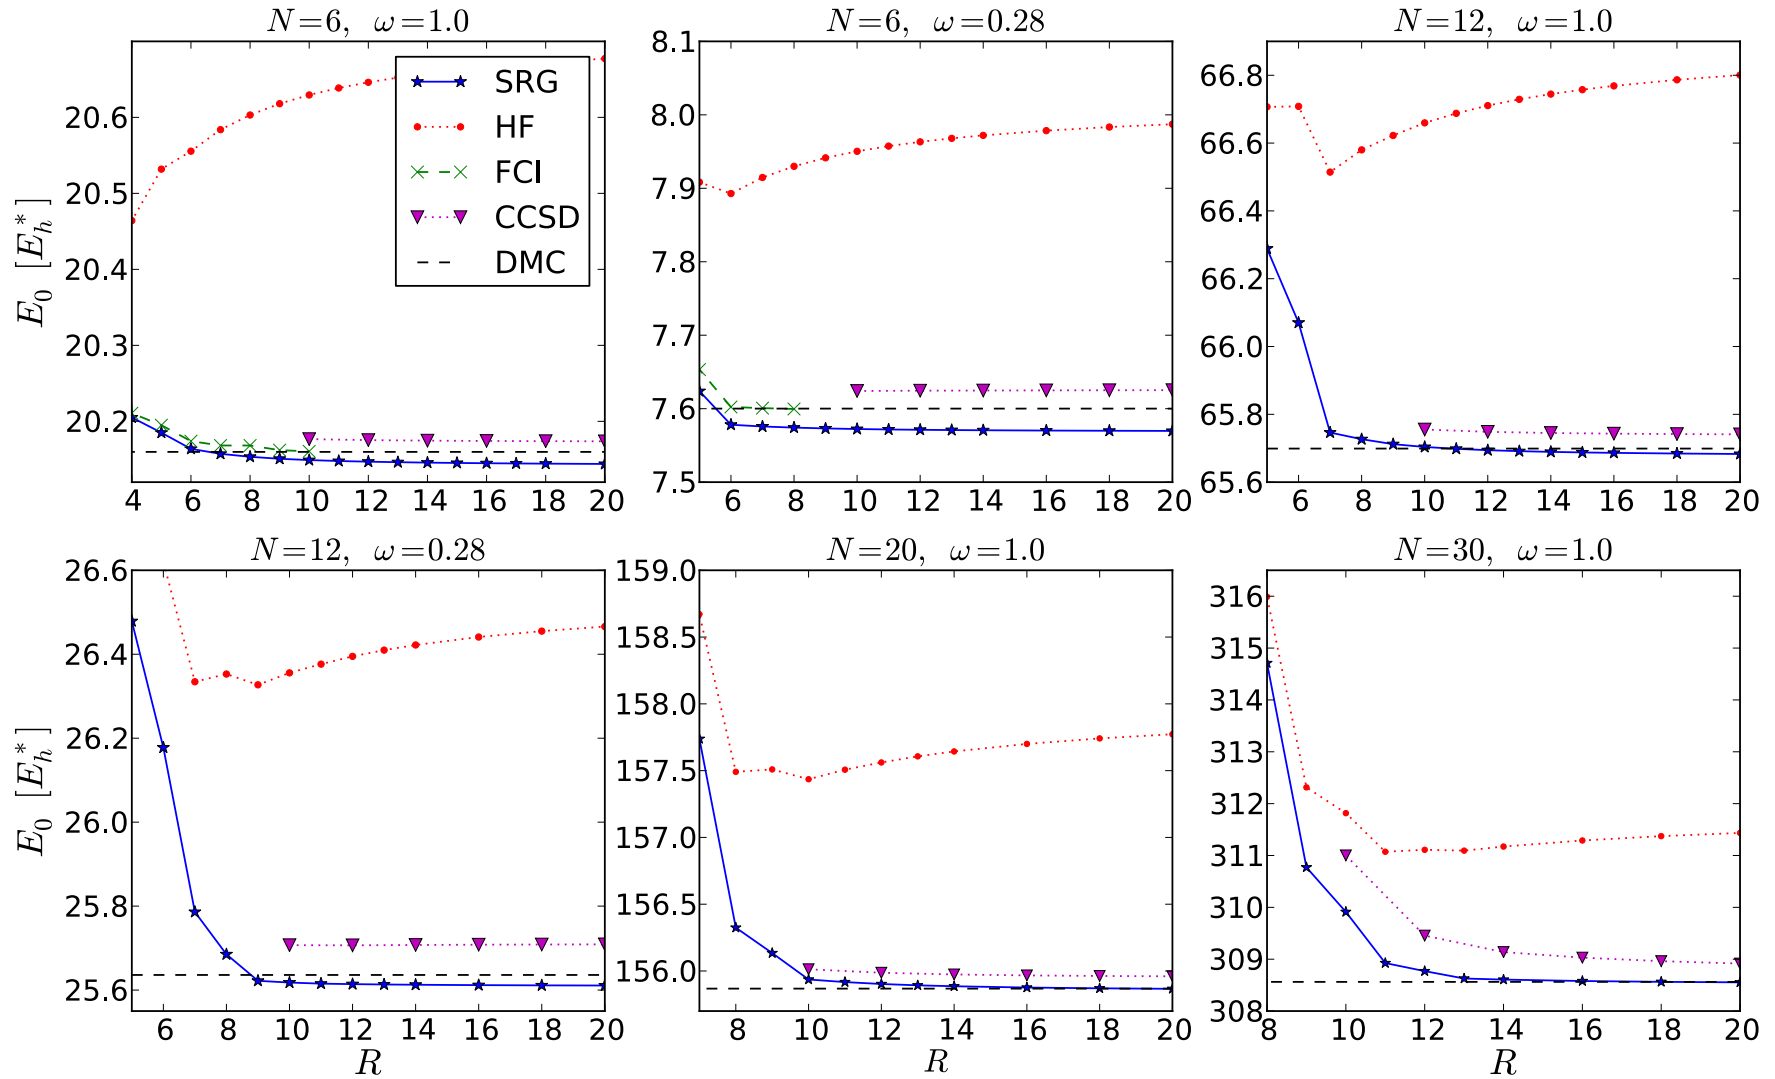 N=6, ω=1.0
N=6, ω=0.28
N=12, ω=1.0
E_0 [E_h^*]
20.6
20.5
20.4
20.3
20.2
4 6 8 10 12 14 16 18 20
SRG
HF
FCI
CCSD
DMC
8.1
8.0
7.9
7.8
7.7
7.6
7.5
6 8 10 12 14 16 18 20
66.8
66.6
66.4
66.2
66.0
65.8
65.6
6 8 10 12 14 16 18 20
N=12, ω=0.28
N=20, ω=1.0
N=30, ω=1.0
E_0 [E_h^*]
26.6
26.4
26.2
26.0
25.8
25.6
6 8 10 12 14 16 18 20
R
159.0
158.5
158.0
157.5
157.0
156.5
156.0
8 10 12 14 16 18 20
R
316
315
314
313
312
311
310
309
308
8 10 12 14 16 18 20
R